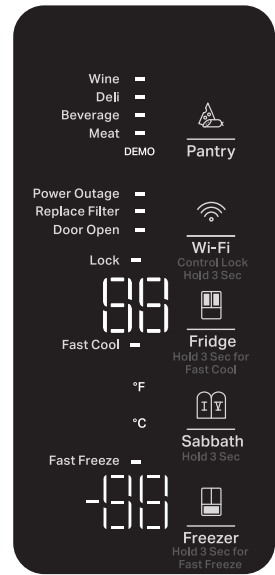 Wine
Deli
Beverage
Meat
DEMO
Pantry
Power Outage
Replace Filter
Door Open
Wi-Fi
Lock
Control Lock
Hold 3 Sec
88
Fridge
Fast Cool
Hold 3 Sec for
Fast Cool
°F
I V
°C
Sabbath
Hold 3 Sec
Fast Freeze
-88
Freezer
Hold 3 Sec for
Fast Freeze